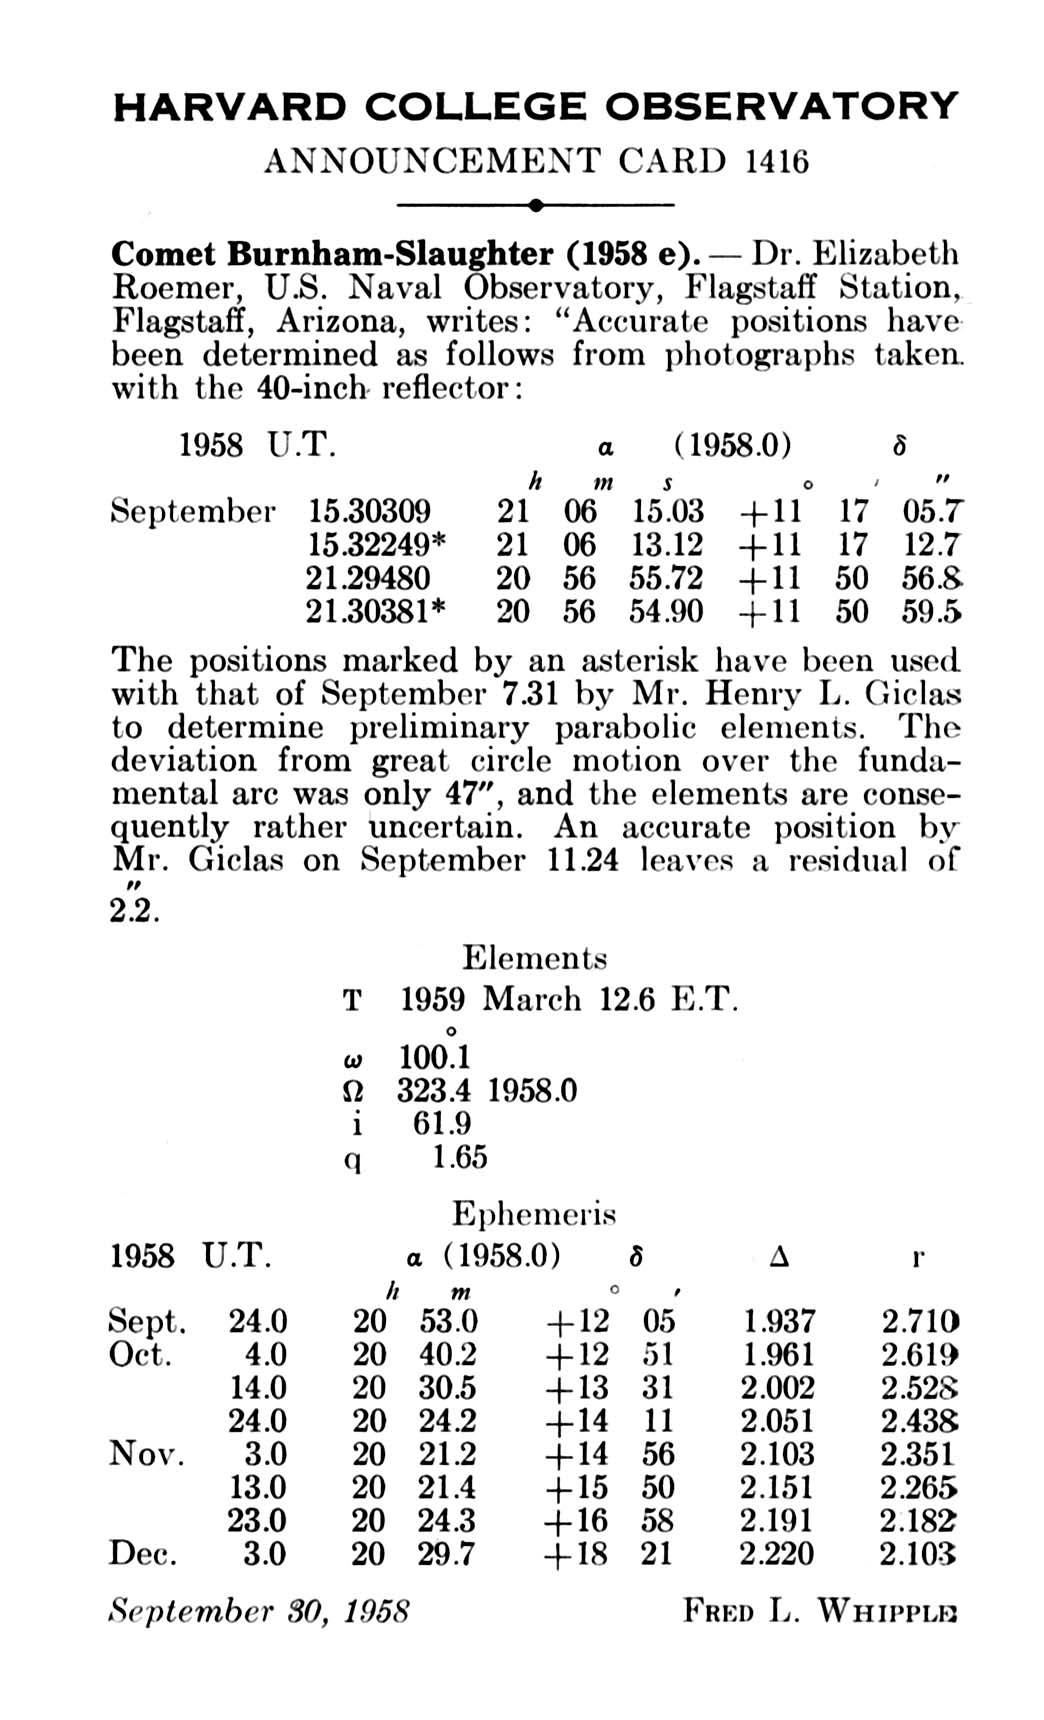 HARVARD COLLEGE OBSERVATORY
ANNOUNCEMENT CARD 1416
Comet Burnham-Slaughter (1958 e). — Dr. Elizabeth
Roemer, U.S. Naval Observatory, Flagstaff Station,
Flagstaff, Arizona, writes: “Accurate positions have
been determined as follows from photographs taken
with the 40-inch reflector:
1958 U.T. α (1958.0) δ
h m s ° ′ ″
September 15.30309 21 06 15.03 +11 17 05.7
15.32249* 21 06 13.12 +11 17 12.7
21.29480 20 56 55.72 +11 50 56.8
21.30381* 20 56 54.90 +11 50 59.5
The positions marked by an asterisk have been used
with that of September 7.31 by Mr. Henry L. Giclas
to determine preliminary parabolic elements. The
deviation from great circle motion over the funda-
mental arc was only 47″, and the elements are conse-
quently rather uncertain. An accurate position by
Mr. Giclas on September 11.24 leaves a residual of
2″.2.
Elements
T 1959 March 12.6 E.T.
°
ω 100.1
Ω 323.4 1958.0
i 61.9
q 1.65
Ephemeris
1958 U.T. α (1958.0) δ Δ r
h m ° ′
Sept. 24.0 20 53.0 +12 05 1.937 2.710
Oct. 4.0 20 40.2 +12 51 1.961 2.619
14.0 20 30.5 +13 31 2.002 2.528
24.0 20 24.2 +14 11 2.051 2.438
Nov. 3.0 20 21.2 +14 56 2.103 2.351
13.0 20 21.4 +15 50 2.151 2.265
23.0 20 24.3 +16 58 2.191 2.182
Dec. 3.0 20 29.7 +18 21 2.220 2.103
September 30, 1958 FRED L. WHIPPLE